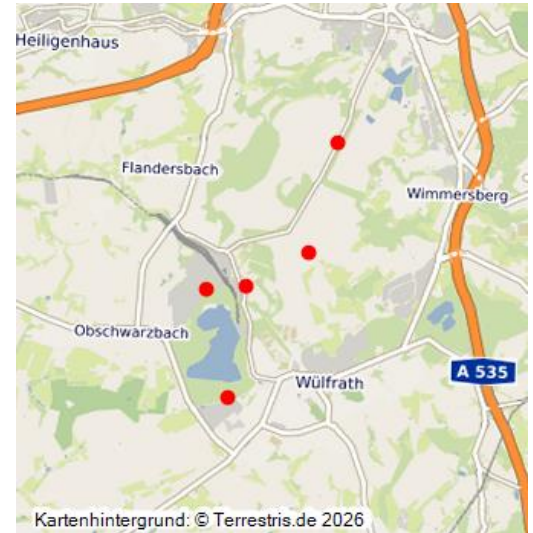 Heiligenhaus
Flandersbach
Wimmersberg
Obschwarzbach
A 535
Wülfrath
Kartenhintergrund: © Terrestris.de 2026